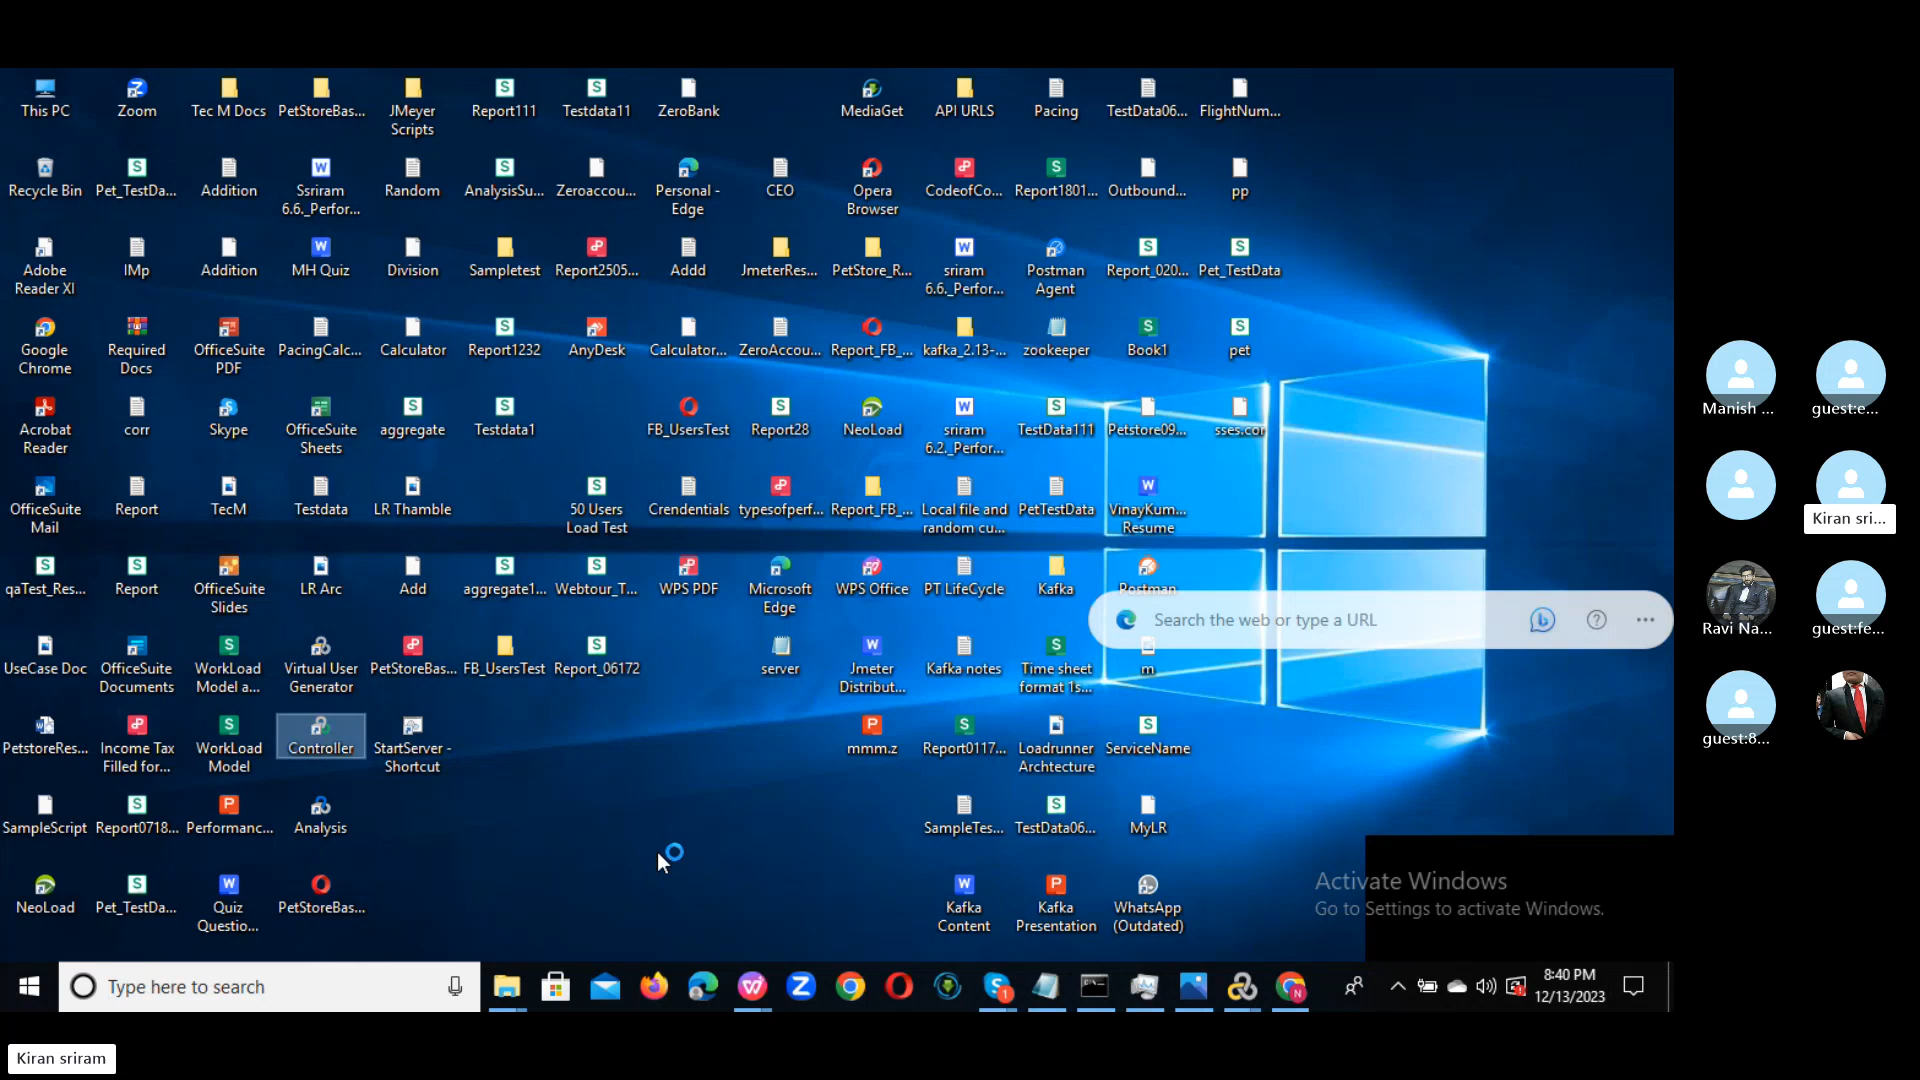 This PC
Zoom
Tec M Docs
PetStoreBas...
JMeyer
Scripts
Report111
Testdata11
ZeroBank
MediaGet
API URLS
Pacing
TestData06...
FlightNum...
Recycle Bin
Pet_TestDa...
Addition
Ssriram
6.6._Perfor...
Random
AnalysisSu...
Zeroaccou...
Personal -
Edge
CEO
Opera
Browser
CodeofCo...
Report1801...
Outbound...
pp
Adobe
Reader XI
IMp
Addition
MH Quiz
Division
Sampletest
Report2505...
Addd
JmeterRes...
PetStore_R...
sriram
6.6._Perfor...
Postman
Agent
Report_020...
Pet_TestData
Google
Chrome
Required
Docs
OfficeSuite
PDF
PacingCalc...
Calculator
Report1232
AnyDesk
Calculator...
ZeroAccou...
Report_FB_...
kafka_2.13-...
zookeeper
Book1
pet
Acrobat
Reader
corr
Skype
OfficeSuite
Sheets
aggregate
Testdata1
FB_UsersTest
Report28
NeoLoad
sriram
6.2._Perfor...
TestData111
Petstore09...
sses.cor
OfficeSuite
Mail
Report
TecM
Testdata
LR Thamble
50 Users
Load Test
Crendentials
typesofperf...
Report_FB_...
Local file and
random cu...
PetTestData
VinayKum...
Resume
qaTest_Res...
Report
OfficeSuite
Slides
LR Arc
Add
aggregate1...
Webtour_T...
WPS PDF
Microsoft
Edge
WPS Office
PT LifeCycle
Kafka
Postman
Search the web or type a URL
UseCase Doc
OfficeSuite
Documents
WorkLoad
Model a...
Virtual User
Generator
PetStoreBas...
FB_UsersTest
Report_06172
server
Jmeter
Distribut...
Kafka notes
Time sheet
format 1s...
m
PetstoreRes...
Income Tax
Filled for...
WorkLoad
Model
Controller
StartServer -
Shortcut
mmm.z
Report0117...
Loadrunner
Archtecture
ServiceName
SampleScript
Report0718...
Performanc...
Analysis
SampleTes...
TestData06...
MyLR
NeoLoad
Pet_TestDa...
Quiz
Questio...
PetStoreBas...
Kafka
Content
Kafka
Presentation
WhatsApp
(Outdated)
Activate Windows
Go to Settings to activate Windows.
Manish ...
guest:e...
Kiran sri...
Ravi Na...
guest:fe...
guest:8...
Type here to search
8:40 PM
12/13/2023
Kiran sriram